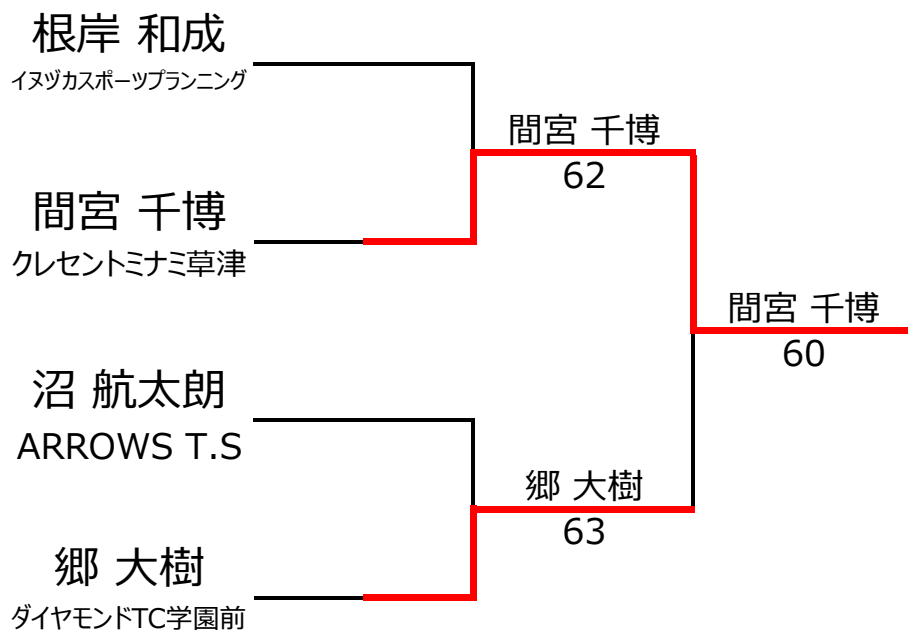 根岸 和成
イヌヅカスポーツプランニング
間宮 千博
62
間宮 千博
クレセントミナミ草津
間宮 千博
60
沼 航太朗
ARROWS T.S
郷 大樹
63
郷 大樹
ダイヤモンドTC学園前